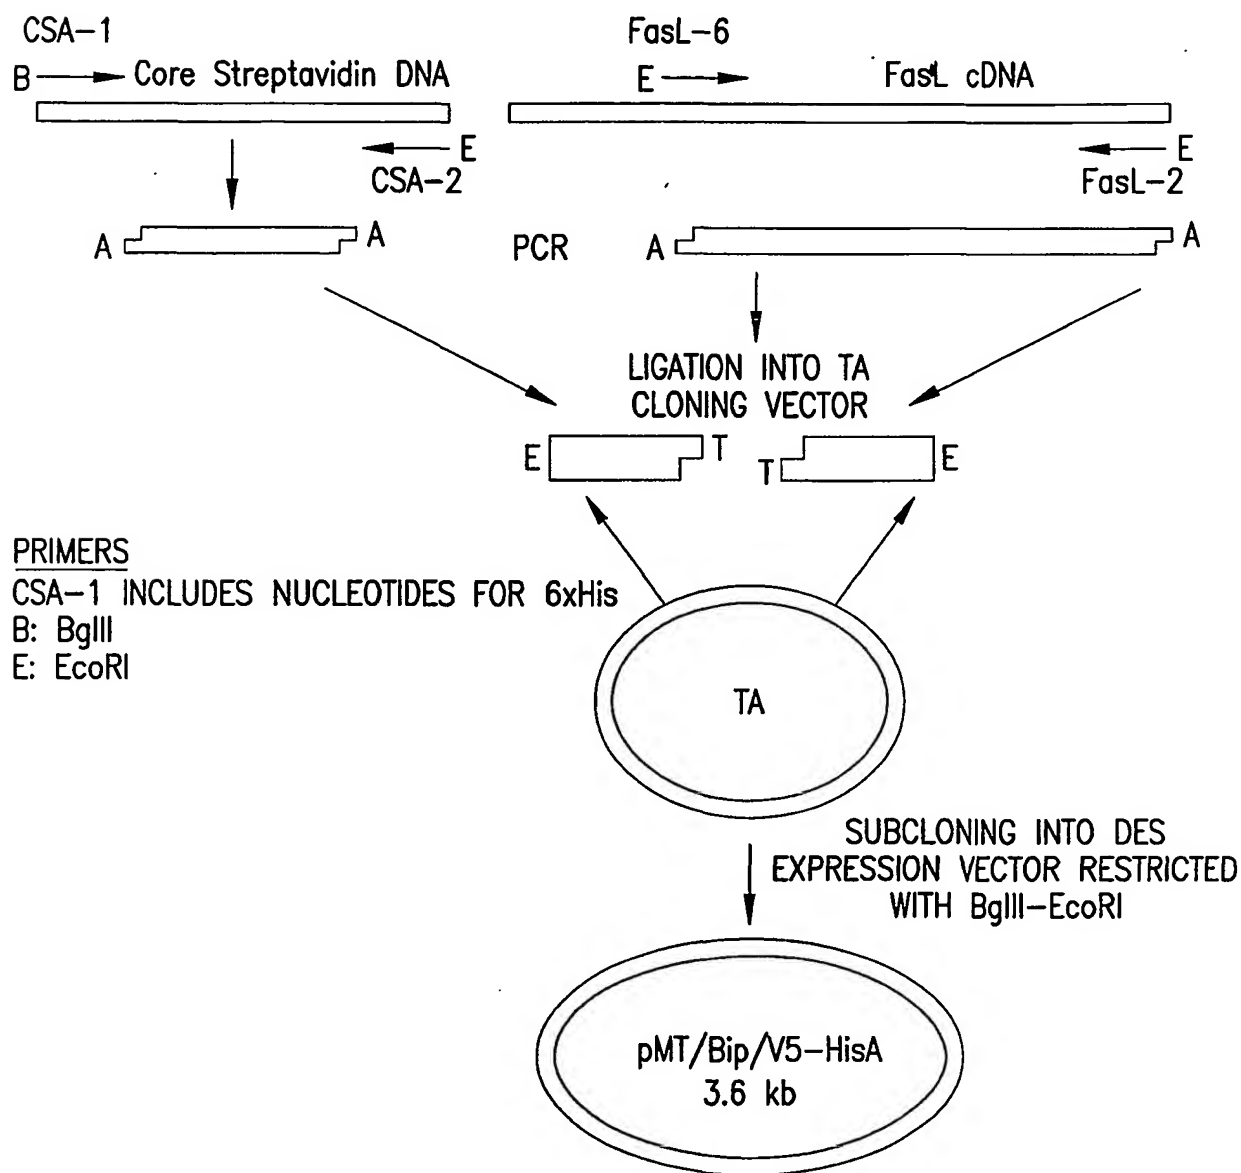 CSA-1
B
Core Streptavidin DNA
E
CSA-2
FasL-6
E
FasL cDNA
E
FasL-2
A
A
PCR
A
A
LIGATION INTO TA
CLONING VECTOR
E
T
T
E
PRIMERS
CSA-1 INCLUDES NUCLEOTIDES FOR 6xHis
B: BglII
E: EcoRI
TA
SUBCLONING INTO DES
EXPRESSION VECTOR RESTRICTED
WITH BglII-EcoRI
pMT/Bip/V5-HisA
3.6 kb